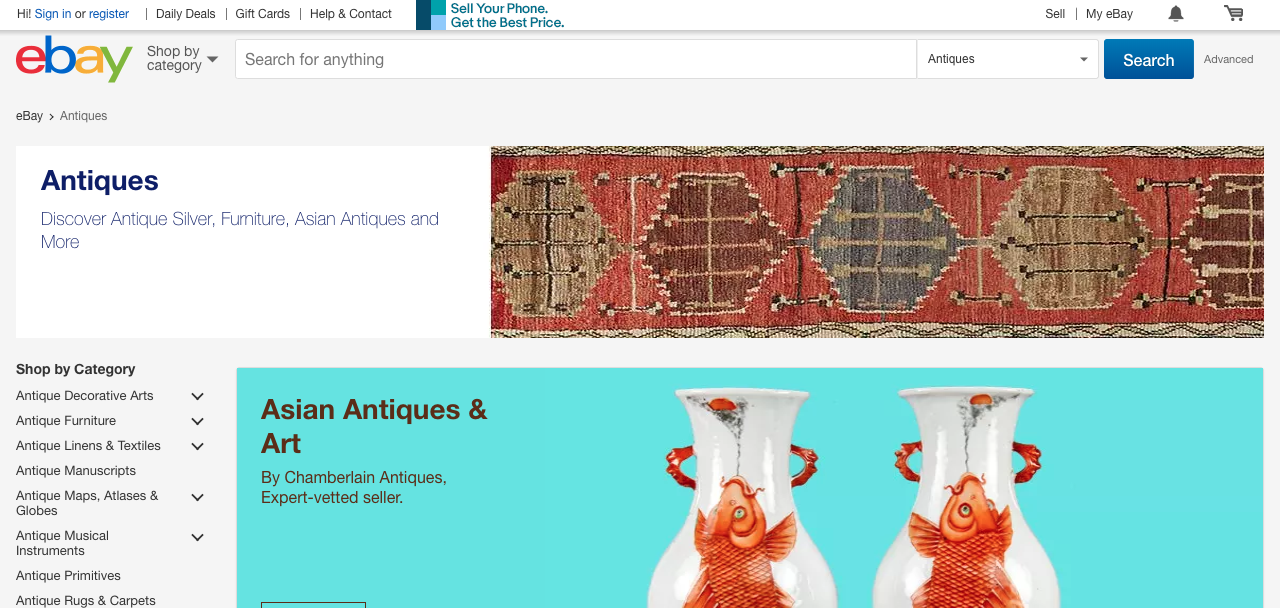 Hi! Sign in or register
Daily Deals
Gift Cards
Help & Contact
Sell Your Phone.
Get the Best Price.
Sell
My eBay
ebay
Shop by
category
Search for anything
Antiques
Search
Advanced
eBay
Antiques
Antiques
Discover Antique Silver, Furniture, Asian Antiques and
More
Shop by Category
Antique Decorative Arts
Antique Furniture
Antique Linens & Textiles
Antique Manuscripts
Antique Maps, Atlases &
Globes
Antique Musical
Instruments
Antique Primitives
Antique Rugs & Carpets
Asian Antiques &
Art
By Chamberlain Antiques,
Expert-vetted seller.